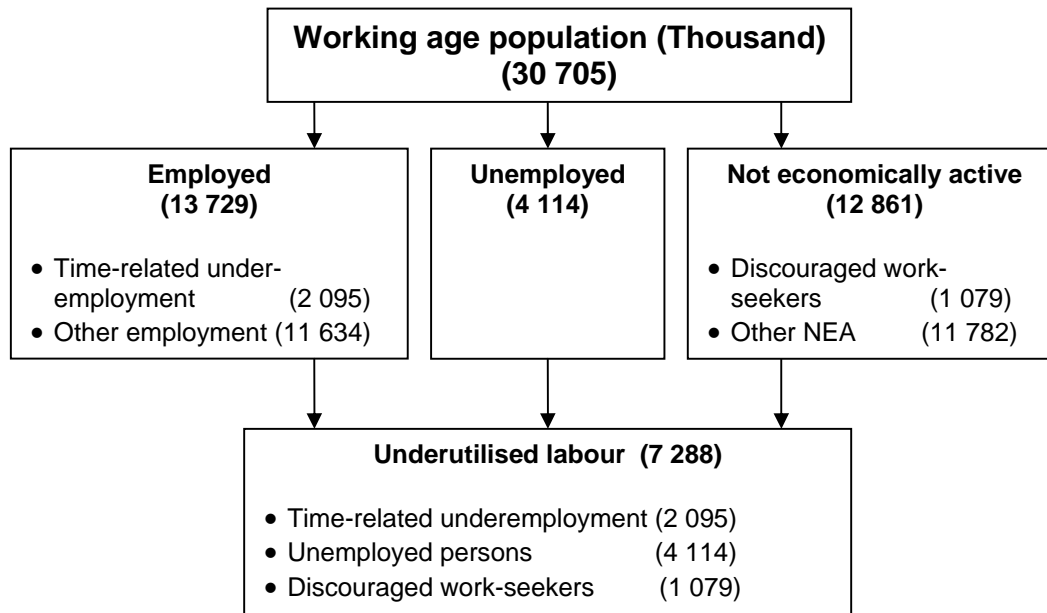 Working age population (Thousand)
(30 705)
Employed
(13 729)
• Time-related under-
employment (2 095)
• Other employment (11 634)
Unemployed
(4 114)
Not economically active
(12 861)
• Discouraged work-
seekers (1 079)
• Other NEA (11 782)
Underutilised labour (7 288)
• Time-related underemployment (2 095)
• Unemployed persons (4 114)
• Discouraged work-seekers (1 079)